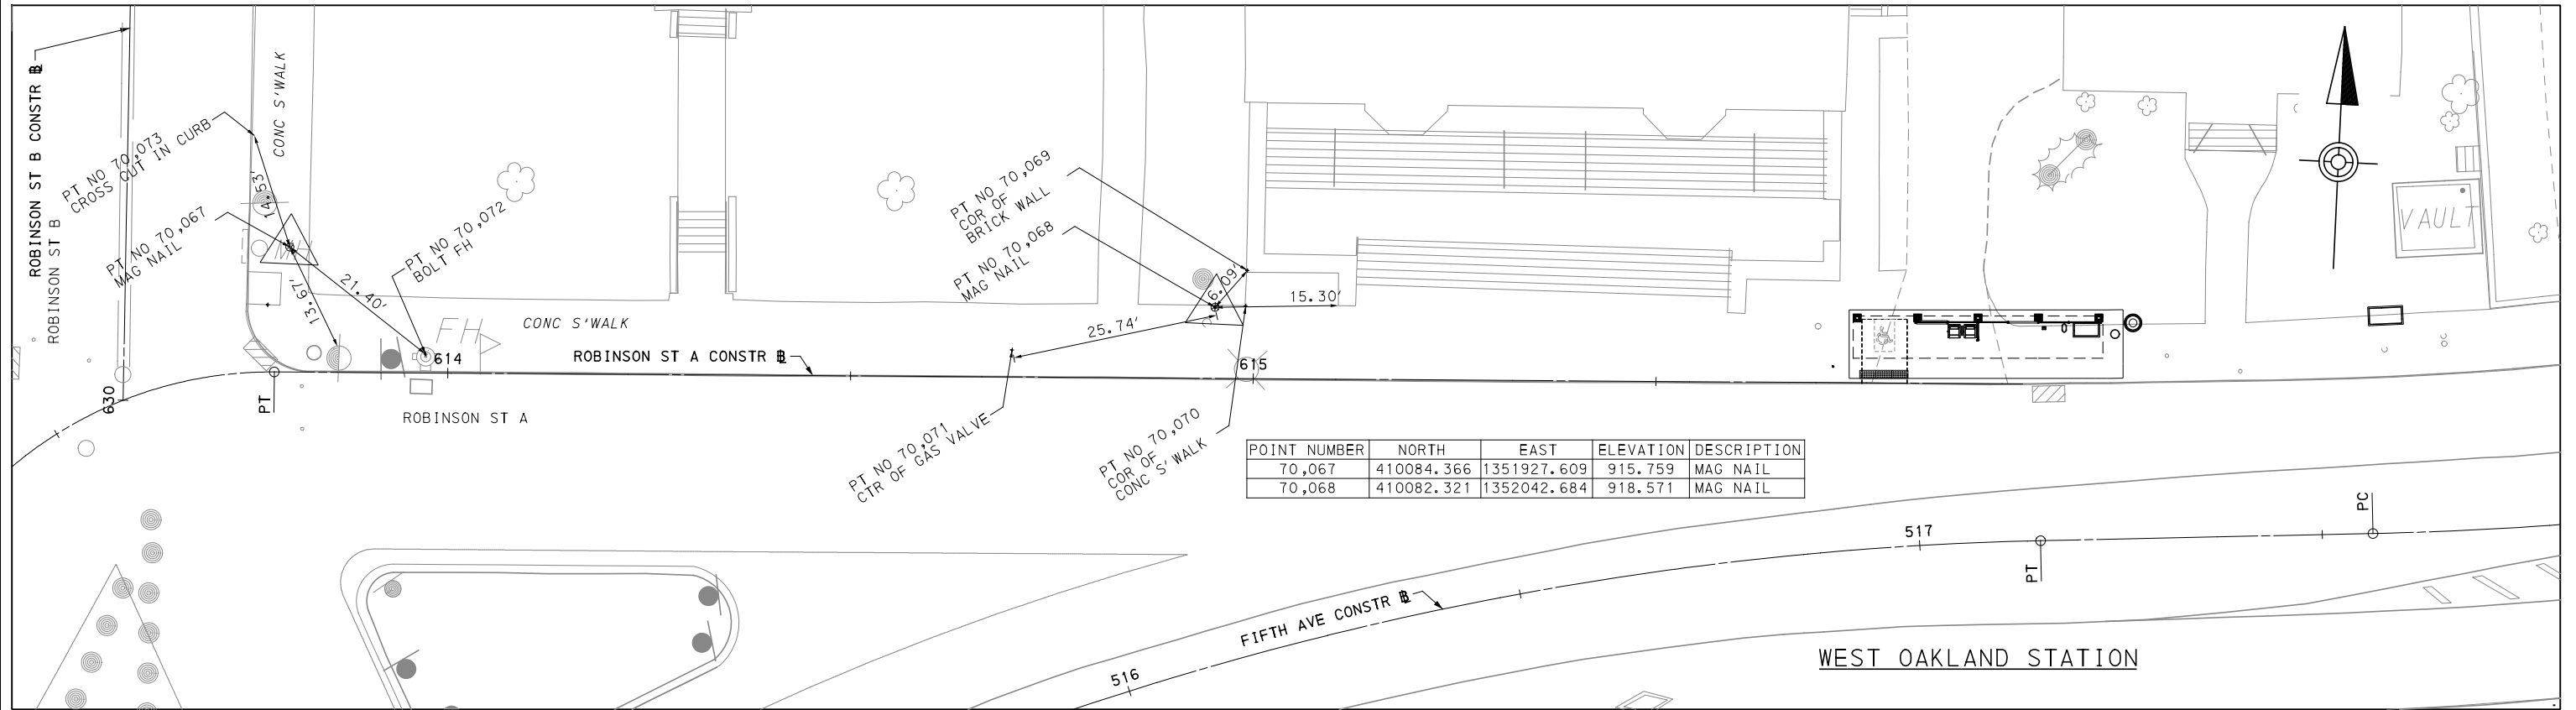 ROBINSON ST B CONSTR ℄
ROBINSON ST B
CONC S'WALK
PT NO 70,073
CROSS CUT IN CURB
14.53'
PT NO 70,067
MAG NAIL
MH
13.67'
21.40'
PT NO 70,072
BOLT FH
FH
CONC S'WALK
614
ROBINSON ST A CONSTR
630
PT
ROBINSON ST A
PT NO 70,069
COR OF
BRICK WALL
PT NO 70,068
MAG NAIL
6.09'
15.30'
25.74'
615
PT NO 70,071
CTR OF GAS VALVE
PT NO 70,070
COR OF
CONC S'WALK
VAULT
POINT NUMBER NORTH EAST ELEVATION DESCRIPTION
70,067 410084.366 1351927.609 915.759 MAG NAIL
70,068 410082.321 1352042.684 918.571 MAG NAIL
516
FIFTH AVE CONSTR
517
PT
PC
WEST OAKLAND STATION